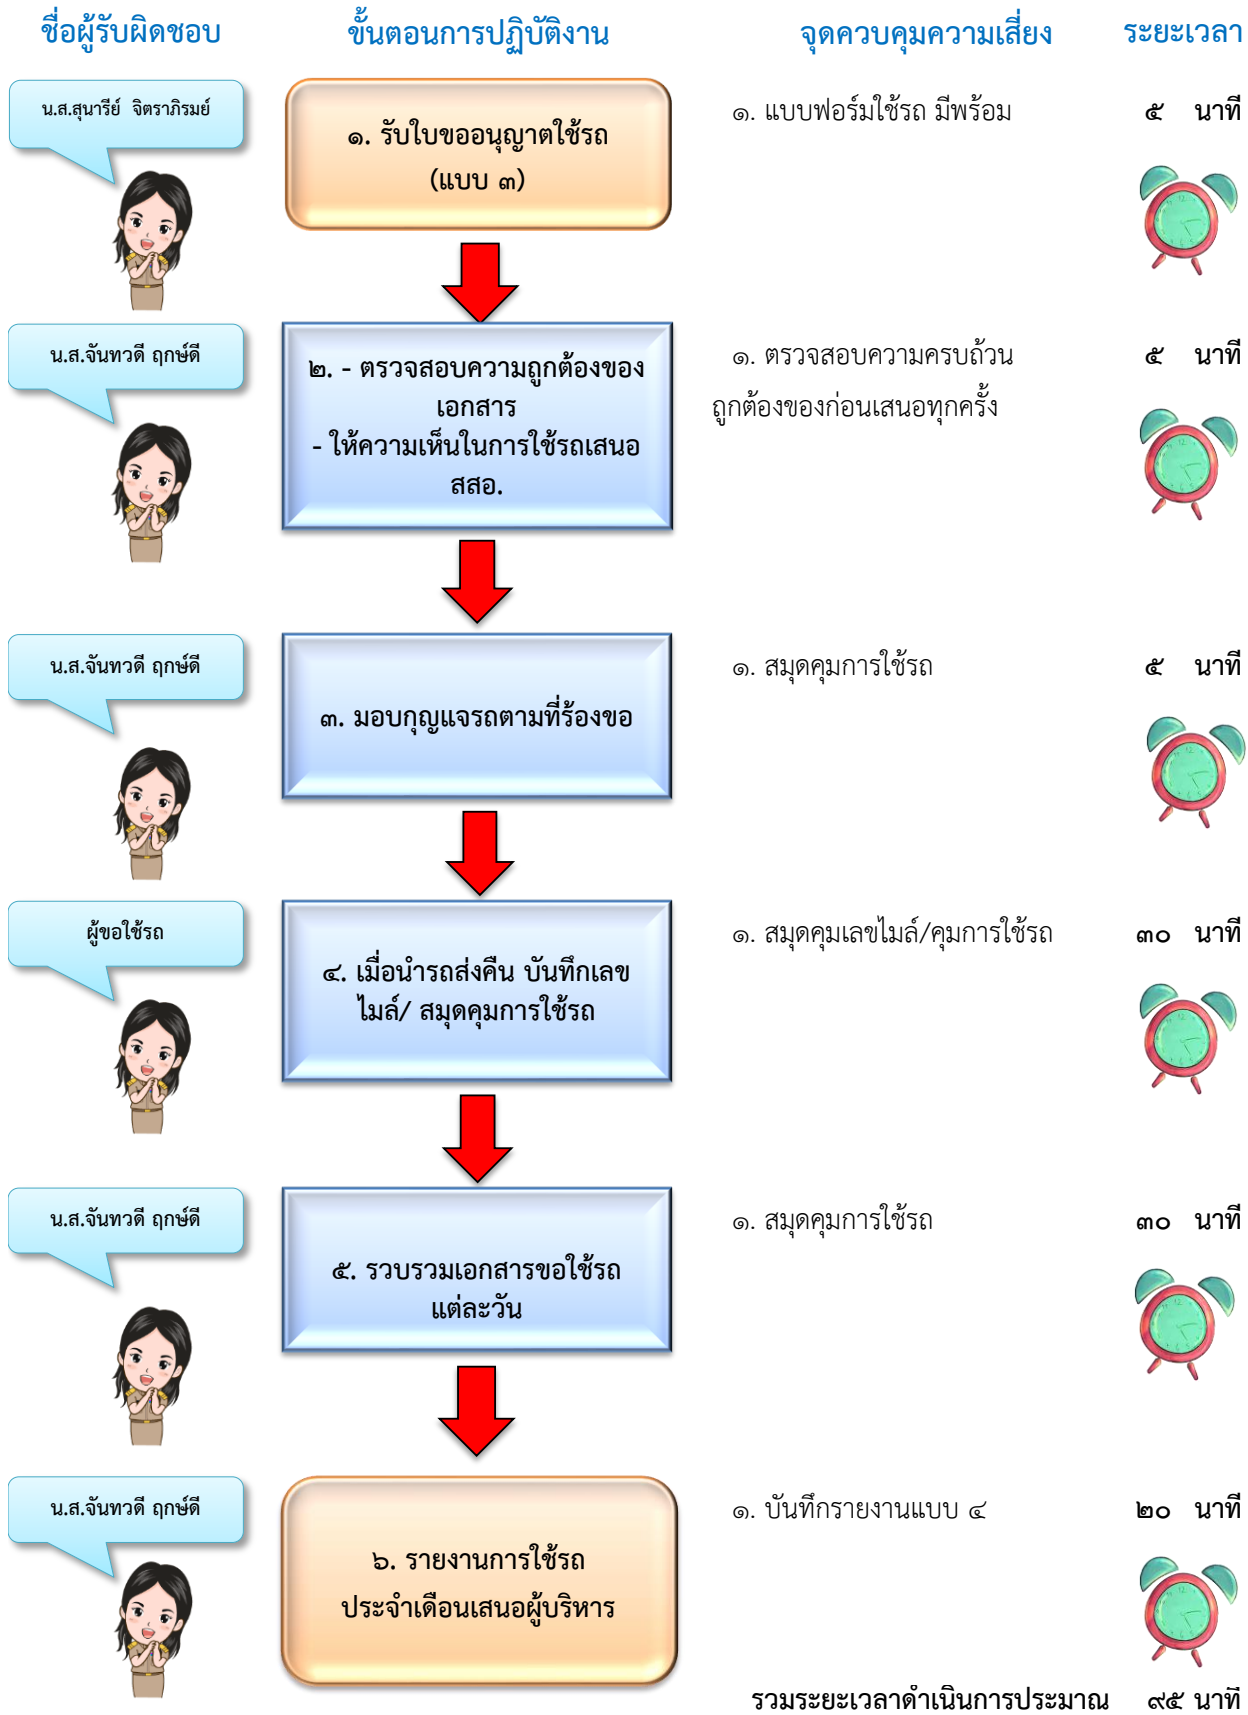 ชื่อผู้รับผิดชอบ ขั้นตอนการปฏิบัติงาน จุดควบคุมความเสี่ยง ระยะเวลา
น.ส.สุนารีย์ จิตราภิรมย์
๑. รับใบขออนุญาตใช้รถ
(แบบ ๓)
๑. แบบฟอร์มใช้รถ มีพร้อม
๕ นาที
น.ส.จันทวดี ฤกษ์ดี
๒. - ตรวจสอบความถูกต้องของ
เอกสาร
- ให้ความเห็นในการใช้รถเสนอ
สสอ.
๑. ตรวจสอบความครบถ้วน
ถูกต้องของก่อนเสนอทุกครั้ง
๕ นาที
น.ส.จันทวดี ฤกษ์ดี
๓. มอบกุญแจรถตามที่ร้องขอ
๑. สมุดคุมการใช้รถ
๕ นาที
ผู้ขอใช้รถ
๔. เมื่อนำรถส่งคืน บันทึกเลข
ไมล์/ สมุดคุมการใช้รถ
๑. สมุดคุมเลขไมล์/คุมการใช้รถ
๓๐ นาที
น.ส.จันทวดี ฤกษ์ดี
๕. รวบรวมเอกสารขอใช้รถ
แต่ละวัน
๑. สมุดคุมการใช้รถ
๓๐ นาที
น.ส.จันทวดี ฤกษ์ดี
๖. รายงานการใช้รถ
ประจำเดือนเสนอผู้บริหาร
๑. บันทึกรายงานแบบ ๔
๒๐ นาที
รวมระยะเวลาดำเนินการประมาณ ๙๕ นาที